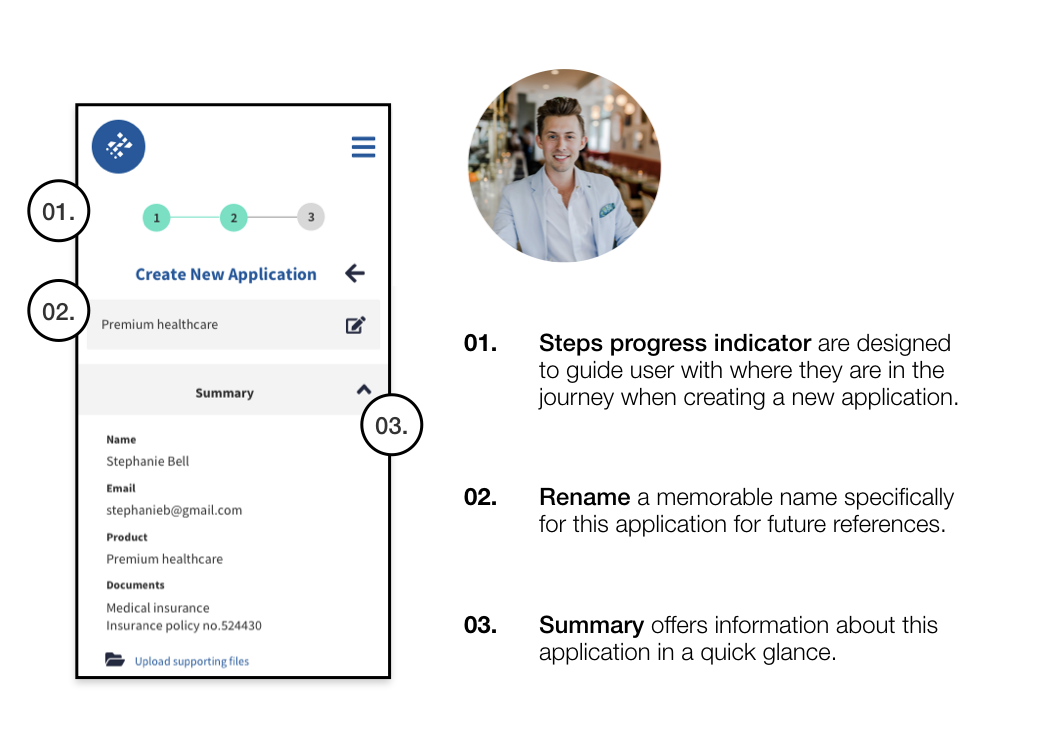 01.
1
2
3
Create New Application
02.
Premium healthcare
Summary
03.
Name
Stephanie Bell
Email
stephanieb@gmail.com
Product
Premium healthcare
Documents
Medical insurance
Insurance policy no.524430
Upload supporting files
01.
Steps progress indicator are designed
to guide user with where they are in the
journey when creating a new application.
02.
Rename a memorable name specifically
for this application for future references.
03.
Summary offers information about this
application in a quick glance.